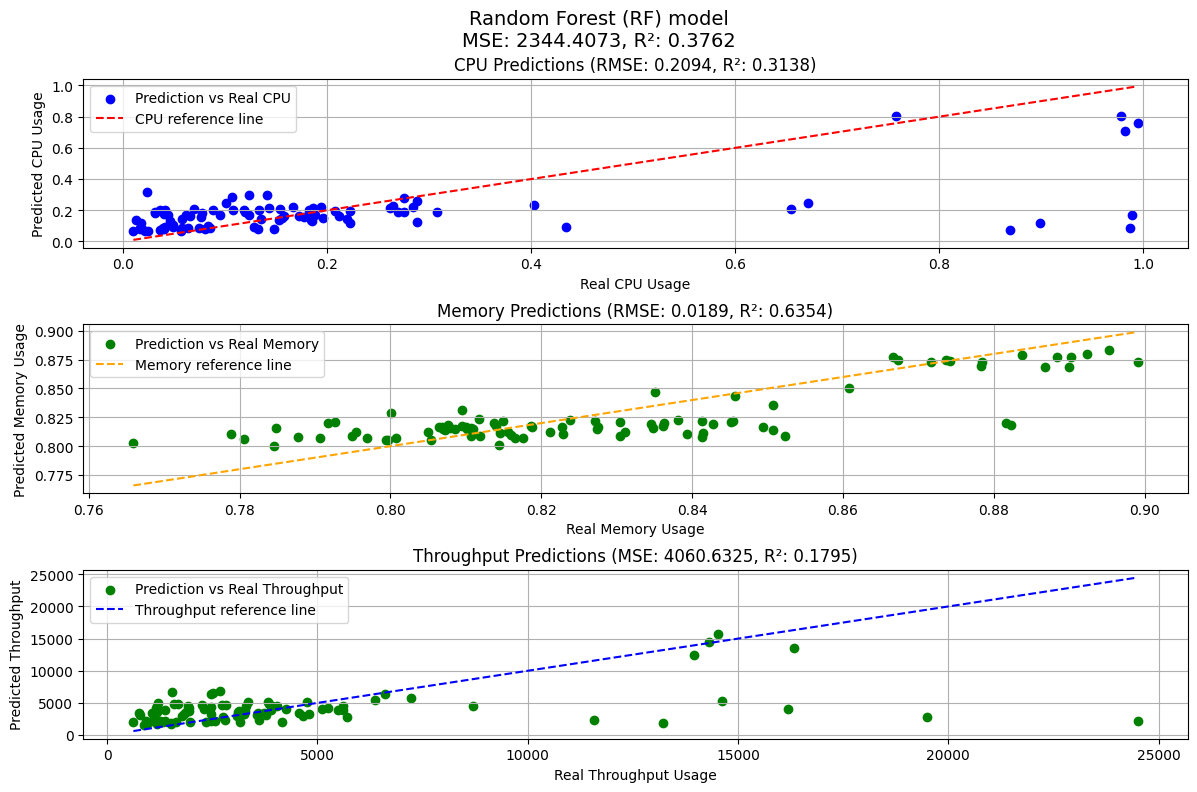 Random Forest (RF) model
MSE: 2344.4073, R²: 0.3762
CPU Predictions (RMSE: 0.2094, R²: 0.3138)
Predicted CPU Usage
1.0
0.8
0.6
0.4
0.2
0.0
Prediction vs Real CPU
CPU reference line
0.0 0.2 0.4 0.6 0.8 1.0
Real CPU Usage
Memory Predictions (RMSE: 0.0189, R²: 0.6354)
Predicted Memory Usage
0.900
0.875
0.850
0.825
0.800
0.775
Prediction vs Real Memory
Memory reference line
0.76 0.78 0.80 0.82 0.84 0.86 0.88 0.90
Real Memory Usage
Throughput Predictions (MSE: 4060.6325, R²: 0.1795)
Predicted Throughput
25000
20000
15000
10000
5000
0
Prediction vs Real Throughput
Throughput reference line
0 5000 10000 15000 20000 25000
Real Throughput Usage